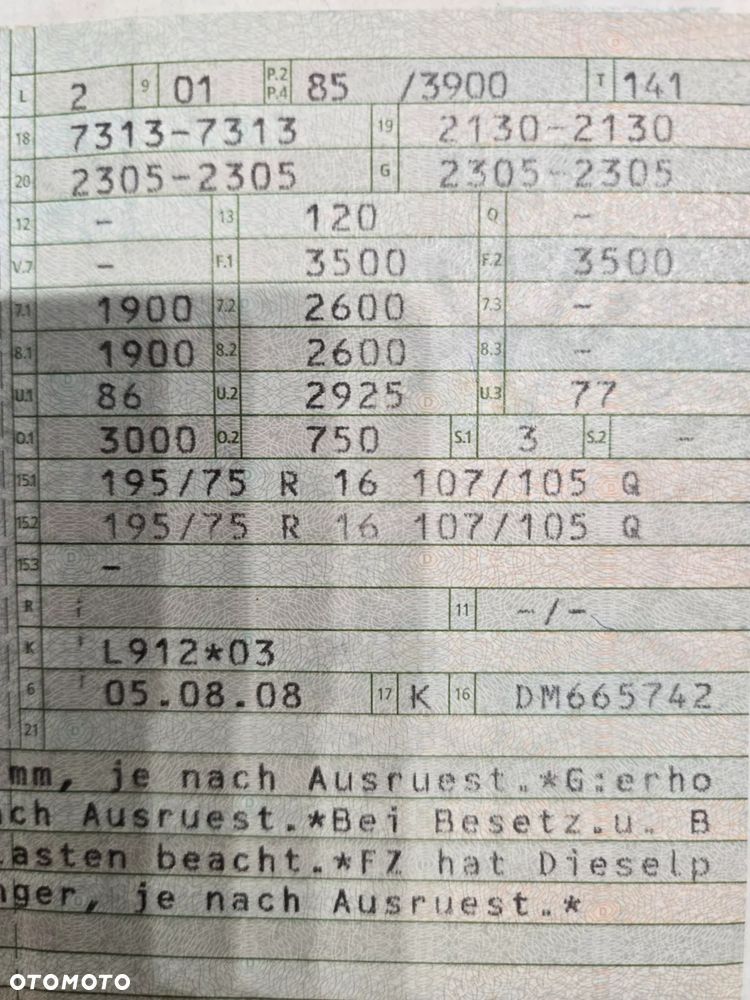 L 2 9 01 P.2 P.4 85 /3900 T 141
18 7313-7313 19 2130-2130
20 2305-2305 G 2305-2305
12 - 13 120 Q -
V.7 - F.1 3500 F.2 3500
7.1 1900 7.2 2600 7.3 -
8.1 1900 8.2 2600 8.3 -
U.1 86 U.2 2925 U.3 77
O.1 3000 O.2 750 S.1 3 S.2 -
15.1 195/75 R 16 107/105 Q
15.2 195/75 R 16 107/105 Q
15.3 -
R 11 -/-
K L912*03
6 05.08.08 17 K 16 DM665742
21
mm, je nach Ausruest.*G:erho
ch Ausruest.*Bei Besetz.u. B
asten beacht.*FZ hat Dieselp
nger, je nach Ausruest.*
OTOMOTO